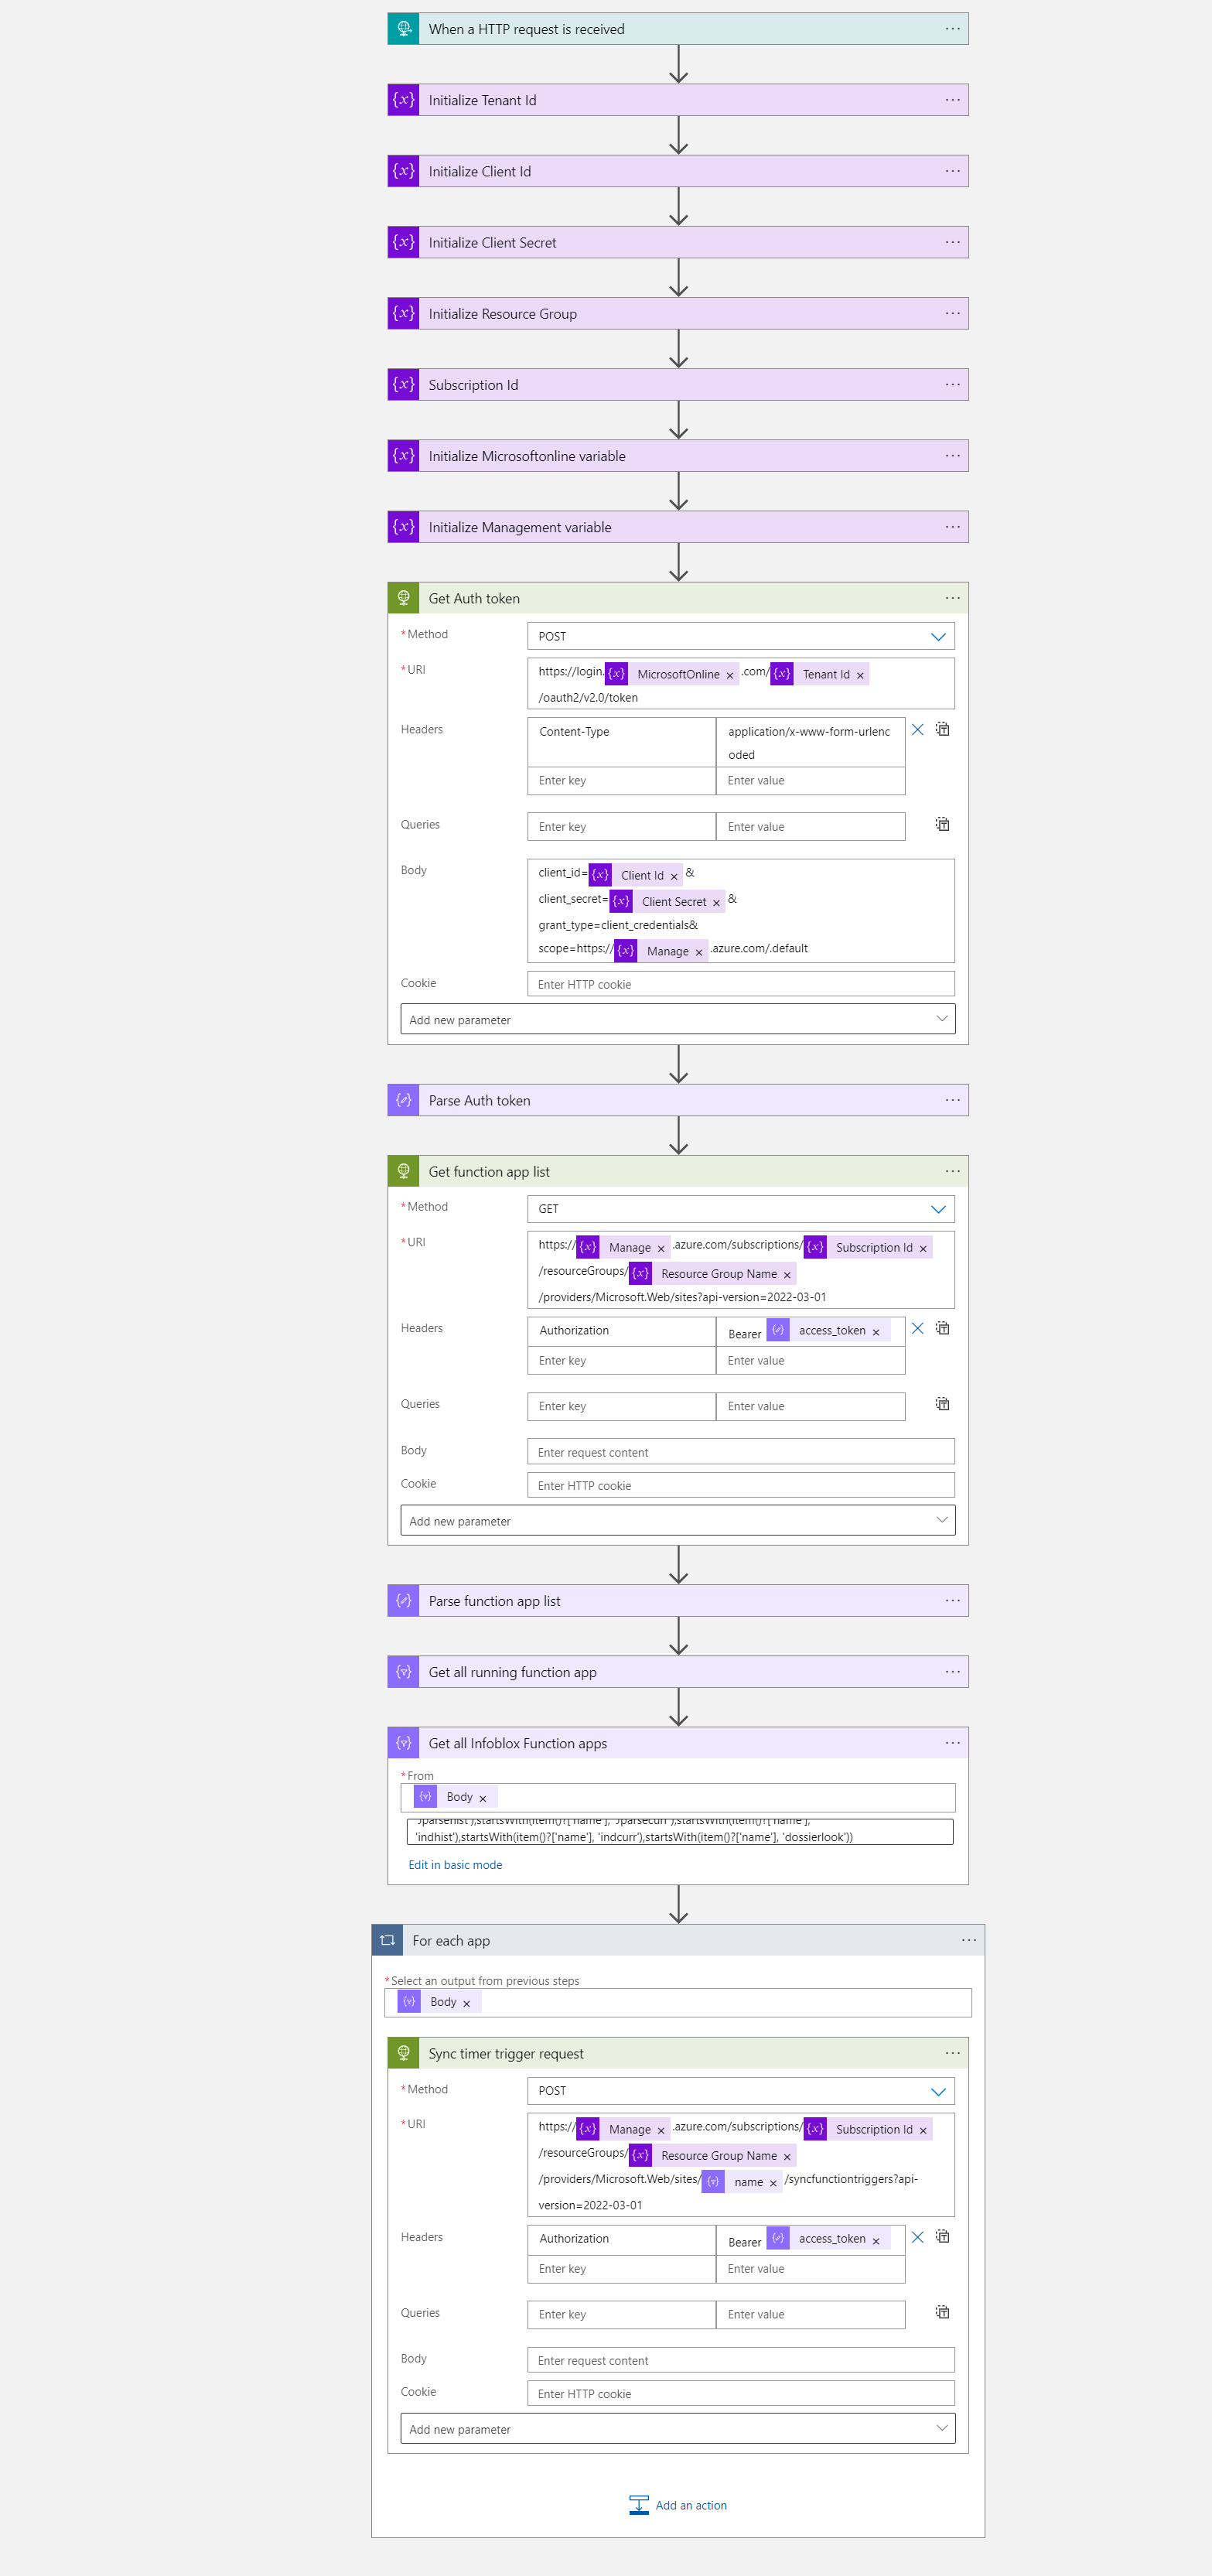 When a HTTP request is received
Initialize Tenant Id
Initialize Client Id
Initialize Client Secret
Initialize Resource Group
Subscription Id
Initialize Microsoftonline variable
Initialize Management variable
Get Auth token
* Method POST
* URI https://login. {x} MicrosoftOnline × .com/ {x} Tenant Id ×
/oauth2/v2.0/token
Headers Content-Type application/x-www-form-urlenc
oded
Enter key Enter value
Queries Enter key Enter value
Body client_id= {x} Client Id × &
client_secret= {x} Client Secret × &
grant_type=client_credentials&
scope=https:// {x} Manage × .azure.com/.default
Cookie Enter HTTP cookie
Add new parameter
Parse Auth token
Get function app list
* Method GET
* URI https:// {x} Manage × .azure.com/subscriptions/ {x} Subscription Id ×
/resourceGroups/ {x} Resource Group Name ×
/providers/Microsoft.Web/sites?api-version=2022-03-01
Headers Authorization Bearer access_token ×
Enter key Enter value
Queries Enter key Enter value
Body Enter request content
Cookie Enter HTTP cookie
Add new parameter
Parse function app list
Get all running function app
Get all Infoblox Function apps
* From
Body ×
'Jparsehist'),startsWith(item()?['name'], 'Jparsecurr'),startsWith(item()?['name'],
'indhist'),startsWith(item()?['name'], 'indcurr'),startsWith(item()?['name'], 'dossierlook'))
Edit in basic mode
For each app
* Select an output from previous steps
Body ×
Sync timer trigger request
* Method POST
* URI https:// {x} Manage × .azure.com/subscriptions/ {x} Subscription Id ×
/resourceGroups/ {x} Resource Group Name ×
/providers/Microsoft.Web/sites/ name × /syncfunctiontriggers?api-
version=2022-03-01
Headers Authorization Bearer access_token ×
Enter key Enter value
Queries Enter key Enter value
Body Enter request content
Cookie Enter HTTP cookie
Add new parameter
Add an action